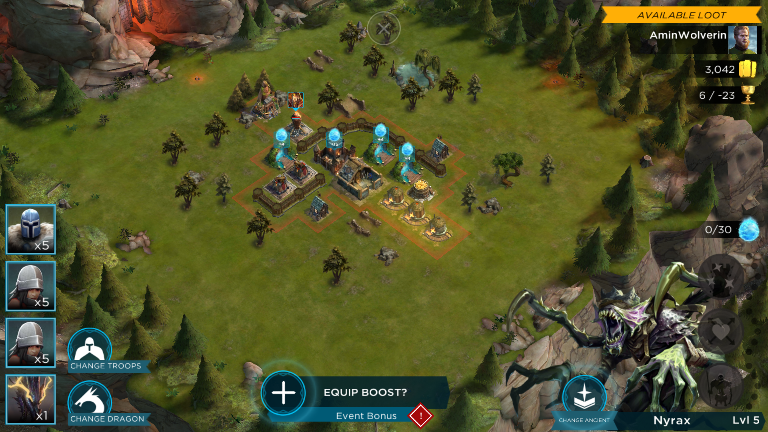 AVAILABLE LOOT
AminWolverin
3,042
6 / -23
0/30
x5
x5
x5
x1
CHANGE TROOPS
CHANGE DRAGON
EQUIP BOOST?
Event Bonus
!
CHANGE ANCIENT
Nyrax
Lvl 5